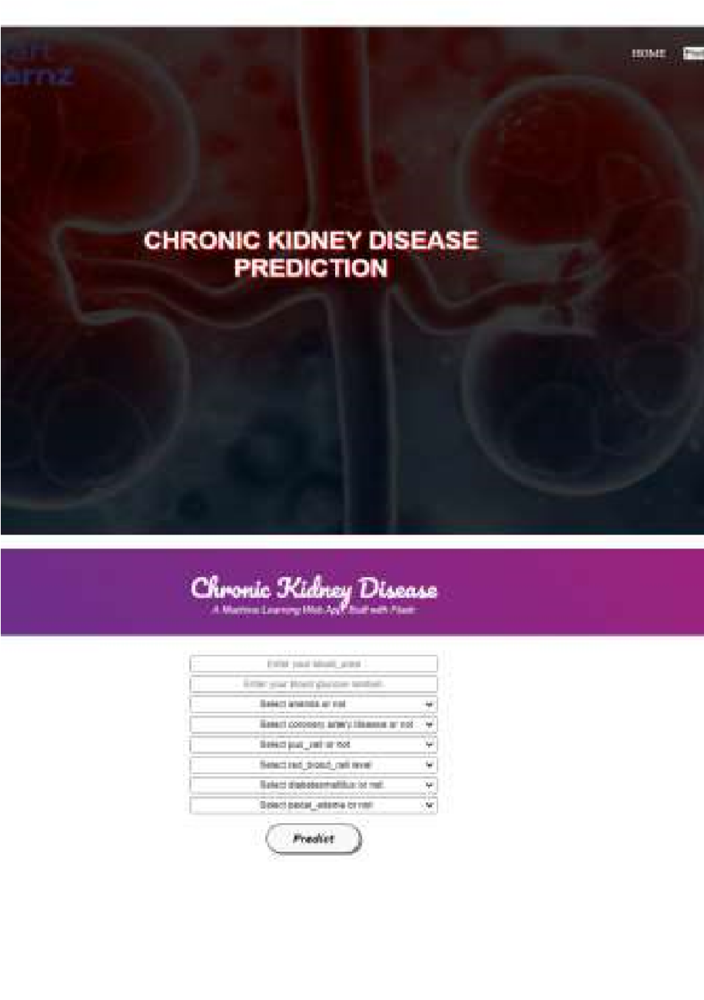 HOME
CHRONIC KIDNEY DISEASE
PREDICTION
Chronic Kidney Disease
A Machine Learning Web App, Built with Flask
Enter your blood_urea
Enter your blood glucose random
Select anemia or not
Select coronary artery disease or not
Select pus_cell or not
Select red_blood_cell level
Select diabetesmellitus or not
Select pedal_edema or not
Predict